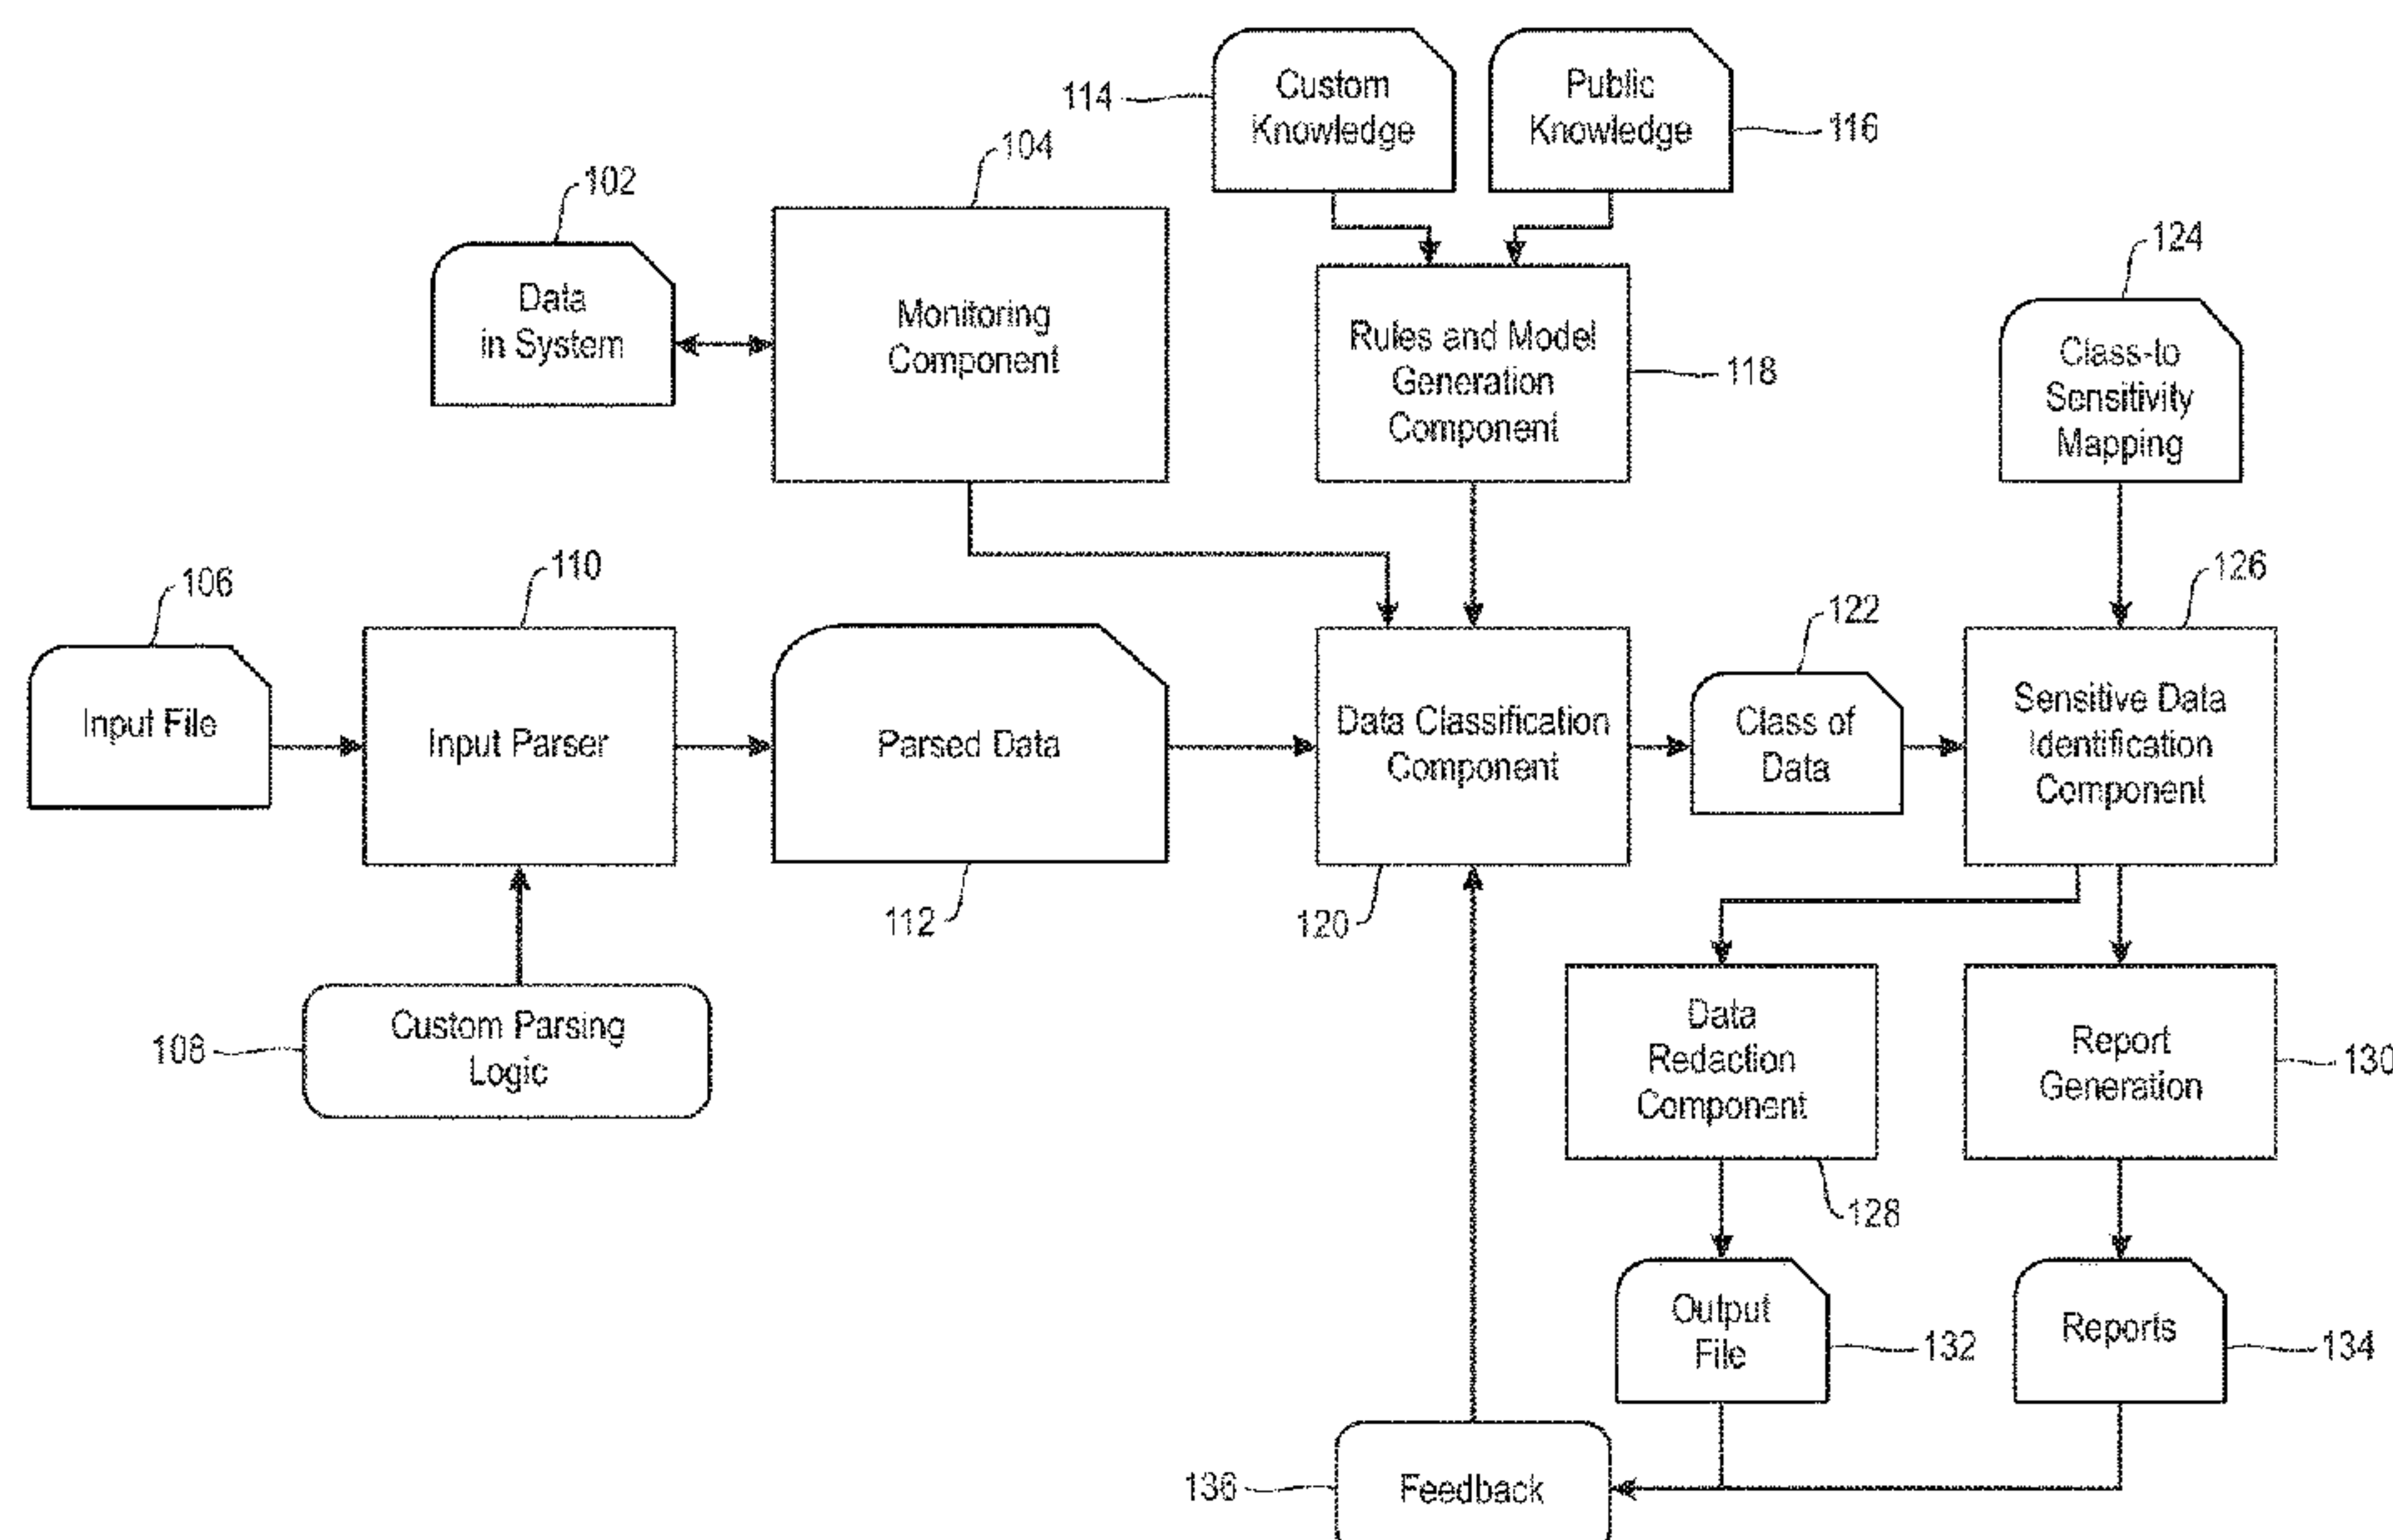 114
Custom
Knowledge
Public
Knowledge
116
102
104
Data
in System
Monitoring
Component
Rules and Model
Generation
Component
118
124
Class-to
Sensitivity
Mapping
106
110
Input File
Input Parser
Parsed Data
112
Data Classification
Component
120
122
Class of
Data
126
Sensitive Data
Identification
Component
108
Custom Parsing
Logic
Data
Redaction
Component
128
Report
Generation
130
Output
File
132
Reports
134
136
Feedback